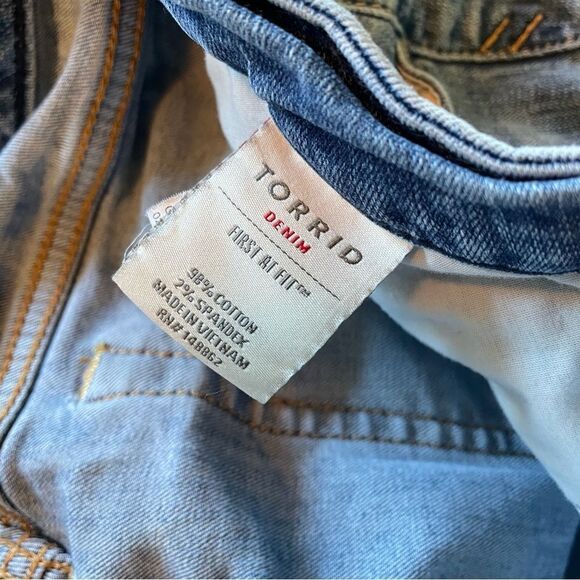 TORRID
DENIM
FIRST AT FIT™
98% COTTON
2% SPANDEX
MADE IN VIETNAM
RN# 148862